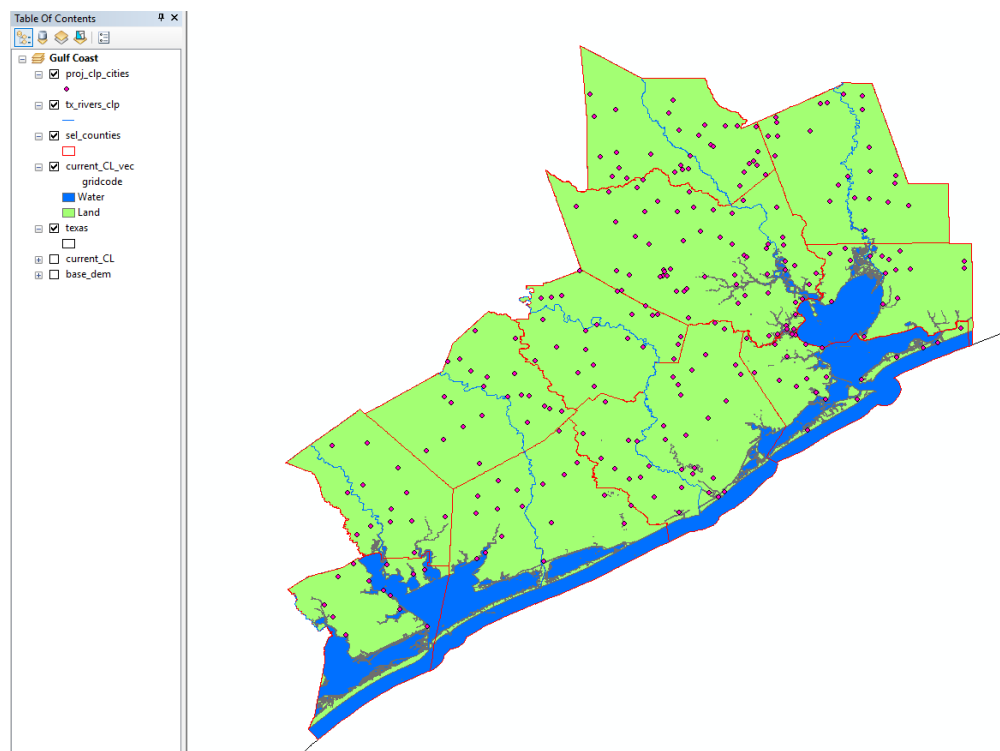 Table Of Contents
Gulf Coast
proj_clp_cities
tx_rivers_clp
sel_counties
current_CL_vec
gridcode
Water
Land
texas
current_CL
base_dem